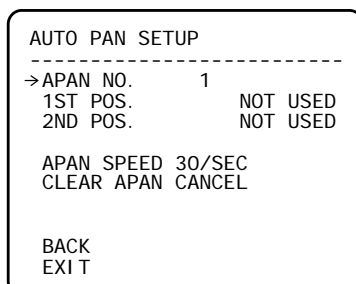 AUTO PAN SETUP
--------------------------
→APAN NO. 1
1ST POS. NOT USED
2ND POS. NOT USED
APAN SPEED 30/SEC
CLEAR APAN CANCEL
BACK
EXIT